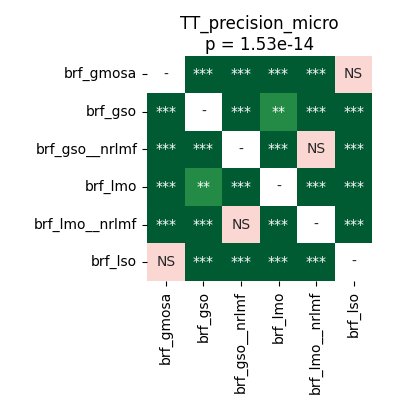 TT_precision_micro
p = 1.53e-14
brf_gmosa - *** *** *** *** NS
brf_gso *** - *** ** *** ***
brf_gso__nrlmf *** *** - *** NS ***
brf_lmo *** ** *** - *** ***
brf_lmo__nrlmf *** *** NS *** - ***
brf_lso NS *** *** *** *** -
brf_gmosa brf_gso brf_gso__nrlmf brf_lmo brf_lmo__nrlmf brf_lso